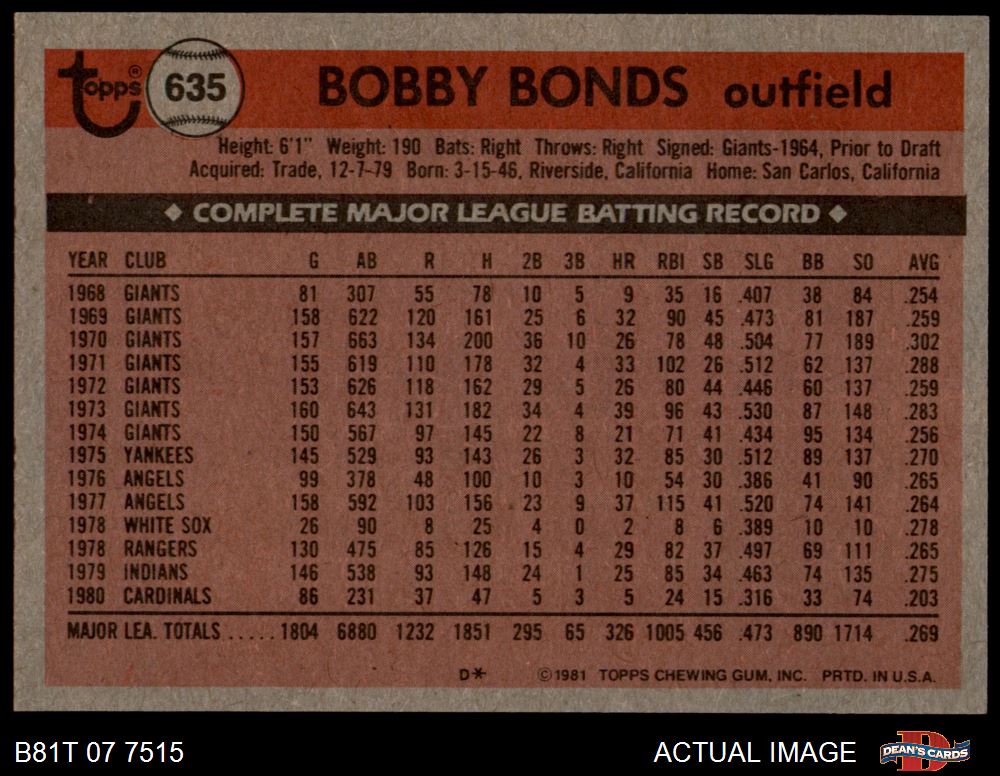 topps® 635 BOBBY BONDS outfield
Height: 6'1" Weight: 190 Bats: Right Throws: Right Signed: Giants-1964, Prior to Draft
Acquired: Trade, 12-7-79 Born: 3-15-46, Riverside, California Home: San Carlos, California
◆ COMPLETE MAJOR LEAGUE BATTING RECORD ◆
YEAR CLUB G AB R H 2B 3B HR RBI SB SLG BB SO AVG
1968 GIANTS 81 307 55 78 10 5 9 35 16 .407 38 84 .254
1969 GIANTS 158 622 120 161 25 6 32 90 45 .473 81 187 .259
1970 GIANTS 157 663 134 200 36 10 26 78 48 .504 77 189 .302
1971 GIANTS 155 619 110 178 32 4 33 102 26 .512 62 137 .288
1972 GIANTS 153 626 118 162 29 5 26 80 44 .446 60 137 .259
1973 GIANTS 160 643 131 182 34 4 39 96 43 .530 87 148 .283
1974 GIANTS 150 567 97 145 22 8 21 71 41 .434 95 134 .256
1975 YANKEES 145 529 93 143 26 3 32 85 30 .512 89 137 .270
1976 ANGELS 99 378 48 100 10 3 10 54 30 .386 41 90 .265
1977 ANGELS 158 592 103 156 23 9 37 115 41 .520 74 141 .264
1978 WHITE SOX 26 90 8 25 4 0 2 8 6 .389 10 10 .278
1978 RANGERS 130 475 85 126 15 4 29 82 37 .497 69 111 .265
1979 INDIANS 146 538 93 148 24 1 25 85 34 .463 74 135 .275
1980 CARDINALS 86 231 37 47 5 3 5 24 15 .316 33 74 .203
MAJOR LEA. TOTALS ..... 1804 6880 1232 1851 295 65 326 1005 456 .473 890 1714 .269
D* ©1981 TOPPS CHEWING GUM, INC. PRTD. IN U.S.A.
B81T 07 7515 ACTUAL IMAGE D DEAN'S CARDS